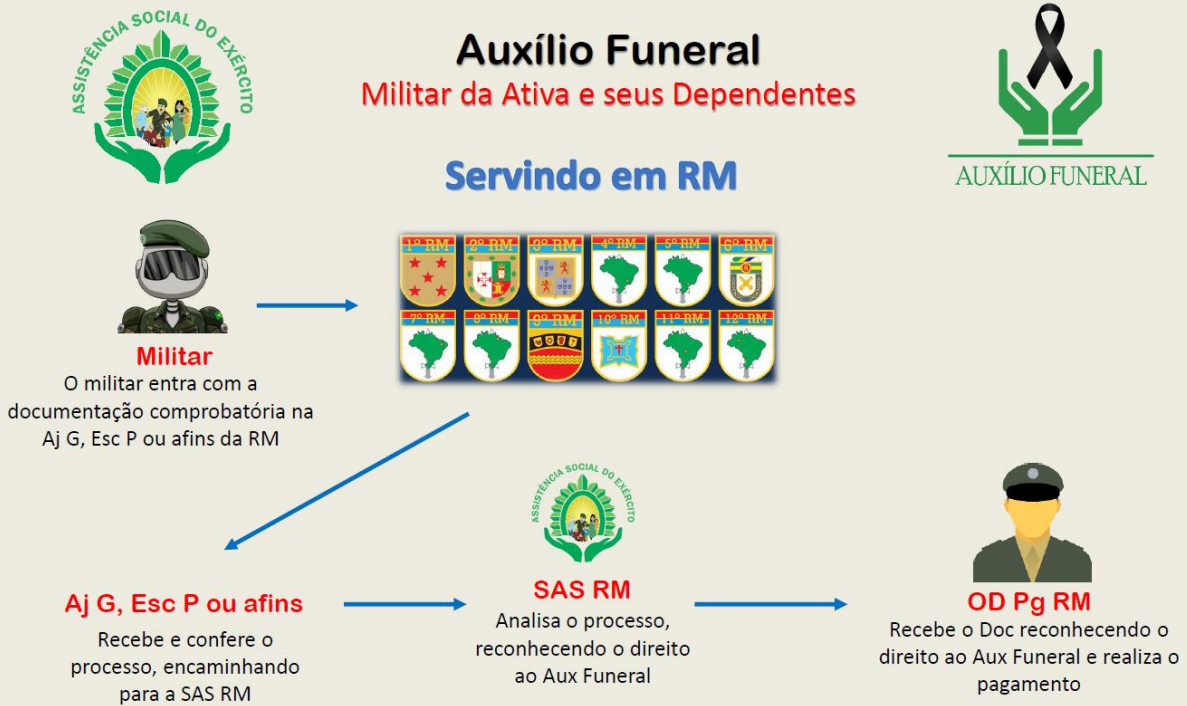 ASSISTÊNCIA SOCIAL DO EXÉRCITO
Auxílio Funeral
Militar da Ativa e seus Dependentes
Servindo em RM
AUXÍLIO FUNERAL
1ª RM 2ª RM 3ª RM 4ª RM 5ª RM 6ª RM
7ª RM 8ª RM 9ª RM 10ª RM 11ª RM 12ª RM
Militar
O militar entra com a
documentação comprobatória na
Aj G, Esc P ou afins da RM
Aj G, Esc P ou afins
Recebe e confere o
processo, encaminhando
para a SAS RM
ASSISTÊNCIA SOCIAL DO EXÉRCITO
SAS RM
Analisa o processo,
reconhecendo o direito
ao Aux Funeral
OD Pg RM
Recebe o Doc reconhecendo o
direito ao Aux Funeral e realiza o
pagamento